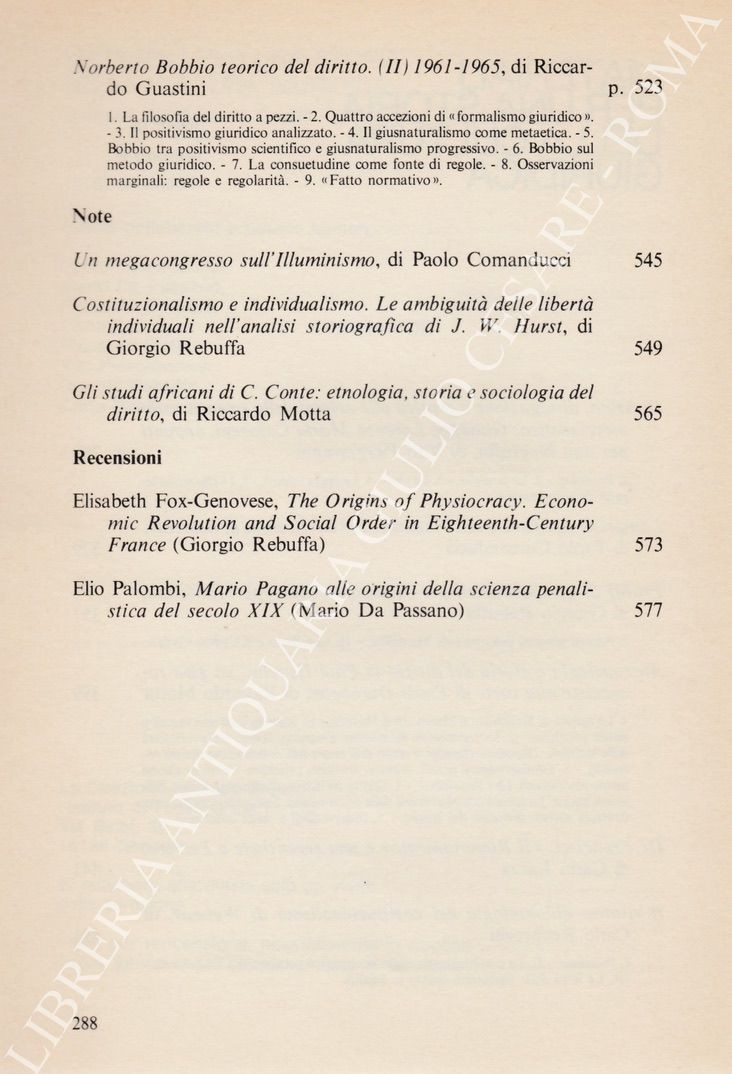 Norberto Bobbio teorico del diritto. (II) 1961-1965, di Riccar-
do Guastini p. 523
1. La filosofia del diritto a pezzi. - 2. Quattro accezioni di «formalismo giuridico».
- 3. Il positivismo giuridico analizzato. - 4. Il giusnaturalismo come metaetica. - 5.
Bobbio tra positivismo scientifico e giusnaturalismo progressivo. - 6. Bobbio sul
metodo giuridico. - 7. La consuetudine come fonte di regole. - 8. Osservazioni
marginali: regole e regolarità. - 9. «Fatto normativo».
Note
Un megacongresso sull'Illuminismo, di Paolo Comanducci 545
Costituzionalismo e individualismo. Le ambiguità delle libertà
individuali nell'analisi storiografica di J. W. Hurst, di
Giorgio Rebuffa 549
Gli studi africani di C. Conte: etnologia, storia e sociologia del
diritto, di Riccardo Motta 565
Recensioni
Elisabeth Fox-Genovese, The Origins of Physiocracy. Econo-
mic Revolution and Social Order in Eighteenth-Century
France (Giorgio Rebuffa) 573
Elio Palombi, Mario Pagano alle origini della scienza penali-
stica del secolo XIX (Mario Da Passano) 577
288
LIBRERIA ANTIQUARIA GIULIO CESARE - ROMA